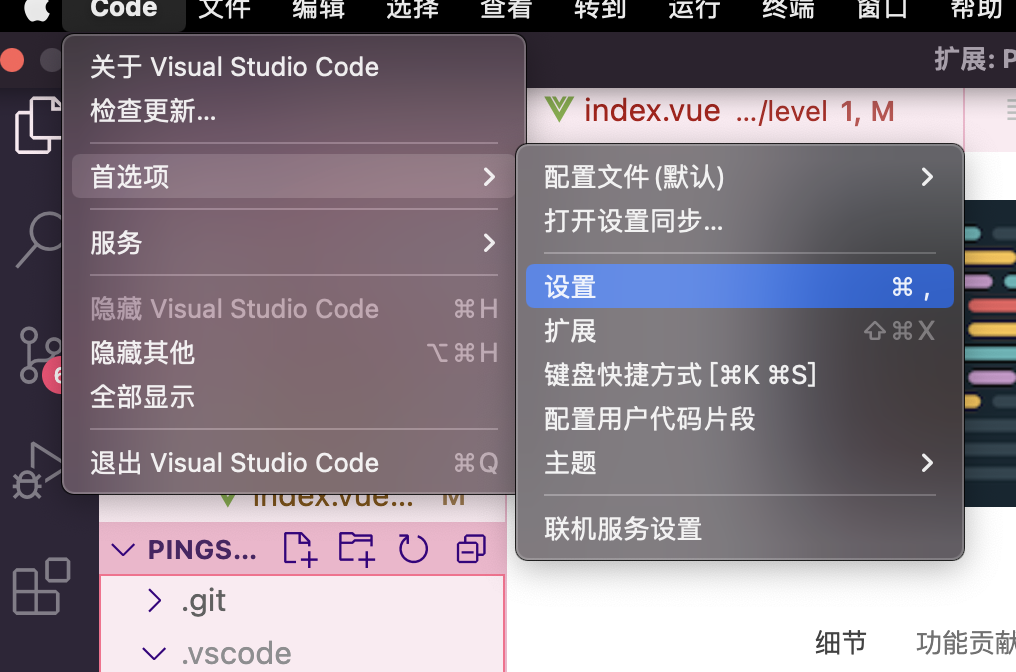 Code 文件 编辑 选择 查看 转到 运行 终端 窗口 帮助
扩展: P
关于 Visual Studio Code
检查更新...
首选项
服务
隐藏 Visual Studio Code ⌘H
隐藏其他 ⌥⌘H
全部显示
退出 Visual Studio Code ⌘Q
index.vue .../level 1, M
配置文件 (默认)
打开设置同步...
设置 ⌘ ,
扩展 ⇧⌘X
键盘快捷方式 [⌘K ⌘S]
配置用户代码片段
主题
联机服务设置
index.vue... M
PINGS...
.git
.vscode
细节 功能贡献